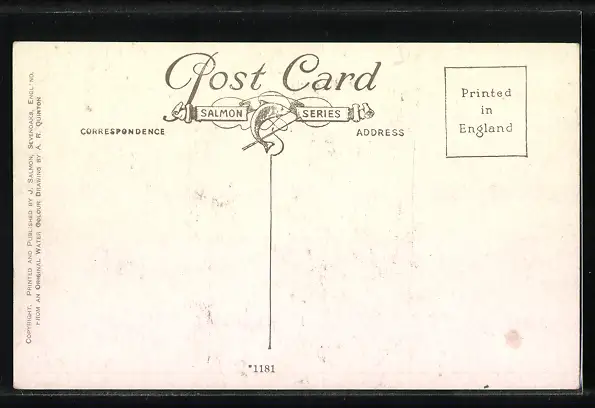 Post Card
SALMON SERIES
CORRESPONDENCE
ADDRESS
Printed
in
England
COPYRIGHT. PRINTED AND PUBLISHED BY J. SALMON, SEVENOAKS, ENGLAND.
FROM AN ORIGINAL WATER COLOUR DRAWING BY A. R. QUINTON
*1181